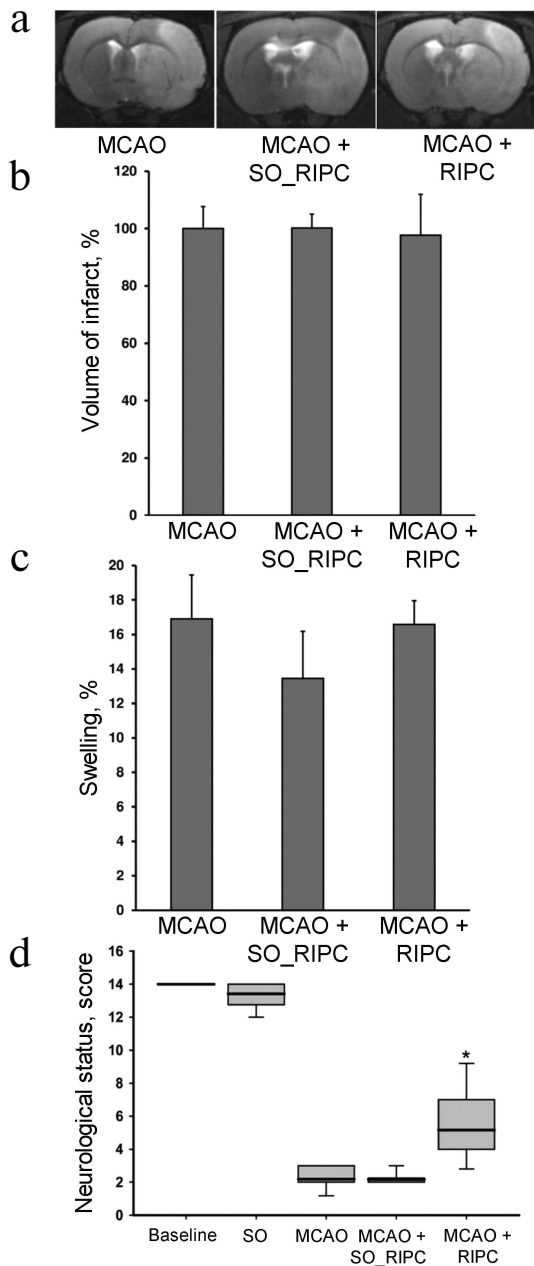 a
MCAO
MCAO +
SO_RIPC
MCAO +
RIPC
b
Volume of infarct, %
120
100
80
60
40
20
0
MCAO
MCAO +
SO_RIPC
MCAO +
RIPC
c
Swelling, %
20
18
16
14
12
10
8
6
4
2
0
MCAO
MCAO +
SO_RIPC
MCAO +
RIPC
d
Neurological status, score
16
14
12
10
8
6
4
2
0
*
Baseline
SO
MCAO
MCAO +
SO_RIPC
MCAO +
RIPC